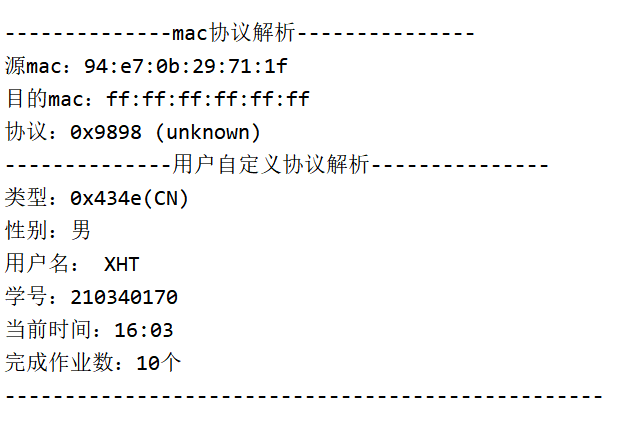 --------------mac协议解析---------------
源mac：94:e7:0b:29:71:1f
目的mac：ff:ff:ff:ff:ff:ff
协议：0x9898 (unknown)
--------------用户自定义协议解析---------------
类型：0x434e(CN)
性别：男
用户名： XHT
学号：210340170
当前时间：16:03
完成作业数：10个
--------------------------------------------------